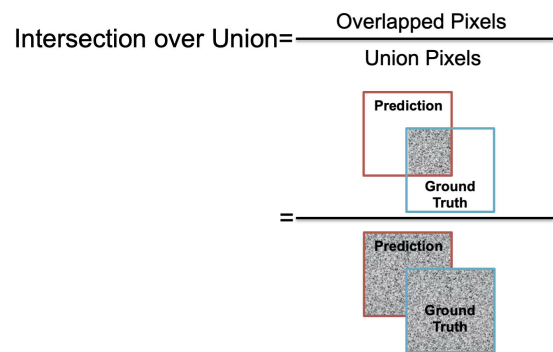 Overlapped Pixels
Intersection over Union=
Union Pixels
Prediction
Ground
Truth
=
Prediction
Ground
Truth